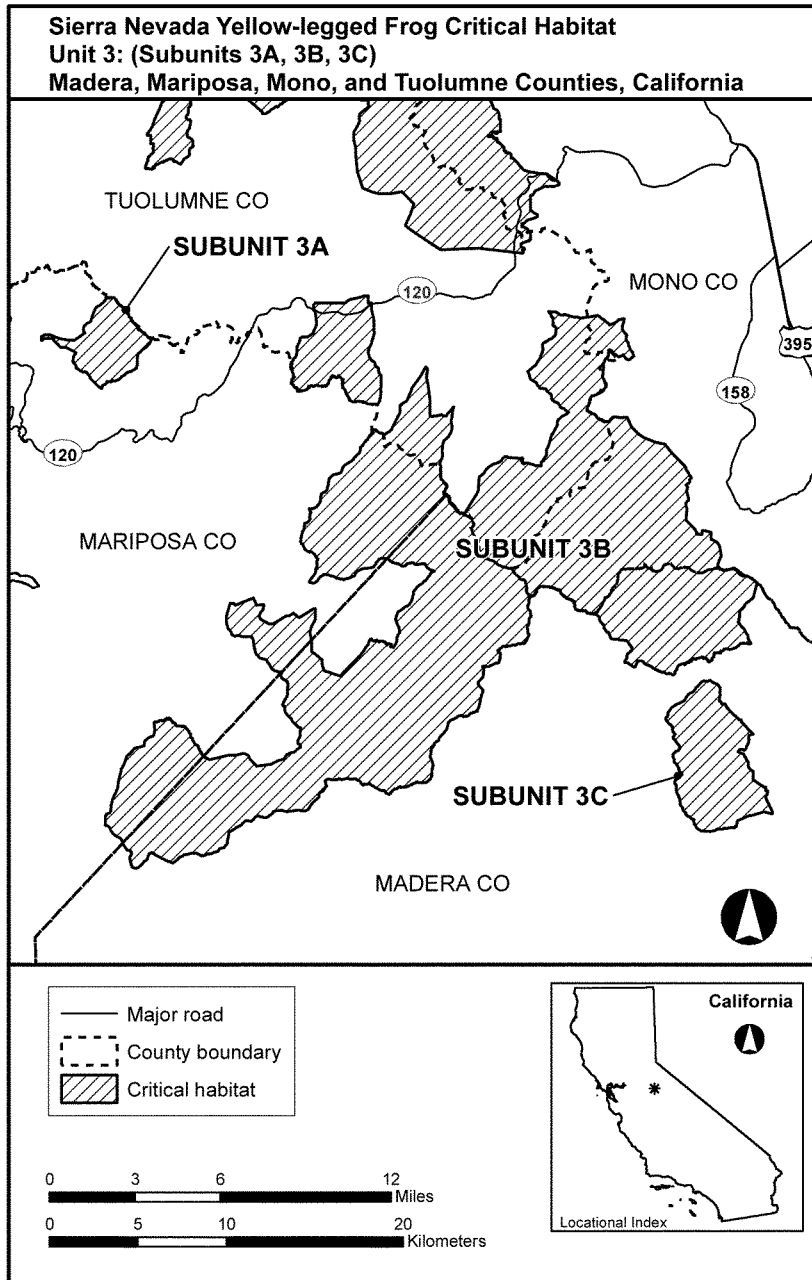 Sierra Nevada Yellow-legged Frog Critical Habitat
Unit 3: (Subunits 3A, 3B, 3C)
Madera, Mariposa, Mono, and Tuolumne Counties, California
TUOLUMNE CO
SUBUNIT 3A
MONO CO
120
395
158
120
MARIPOSA CO
SUBUNIT 3B
SUBUNIT 3C
MADERA CO
Major road
County boundary
Critical habitat
0 3 6 12
Miles
0 5 10 20
Kilometers
California
Locational Index